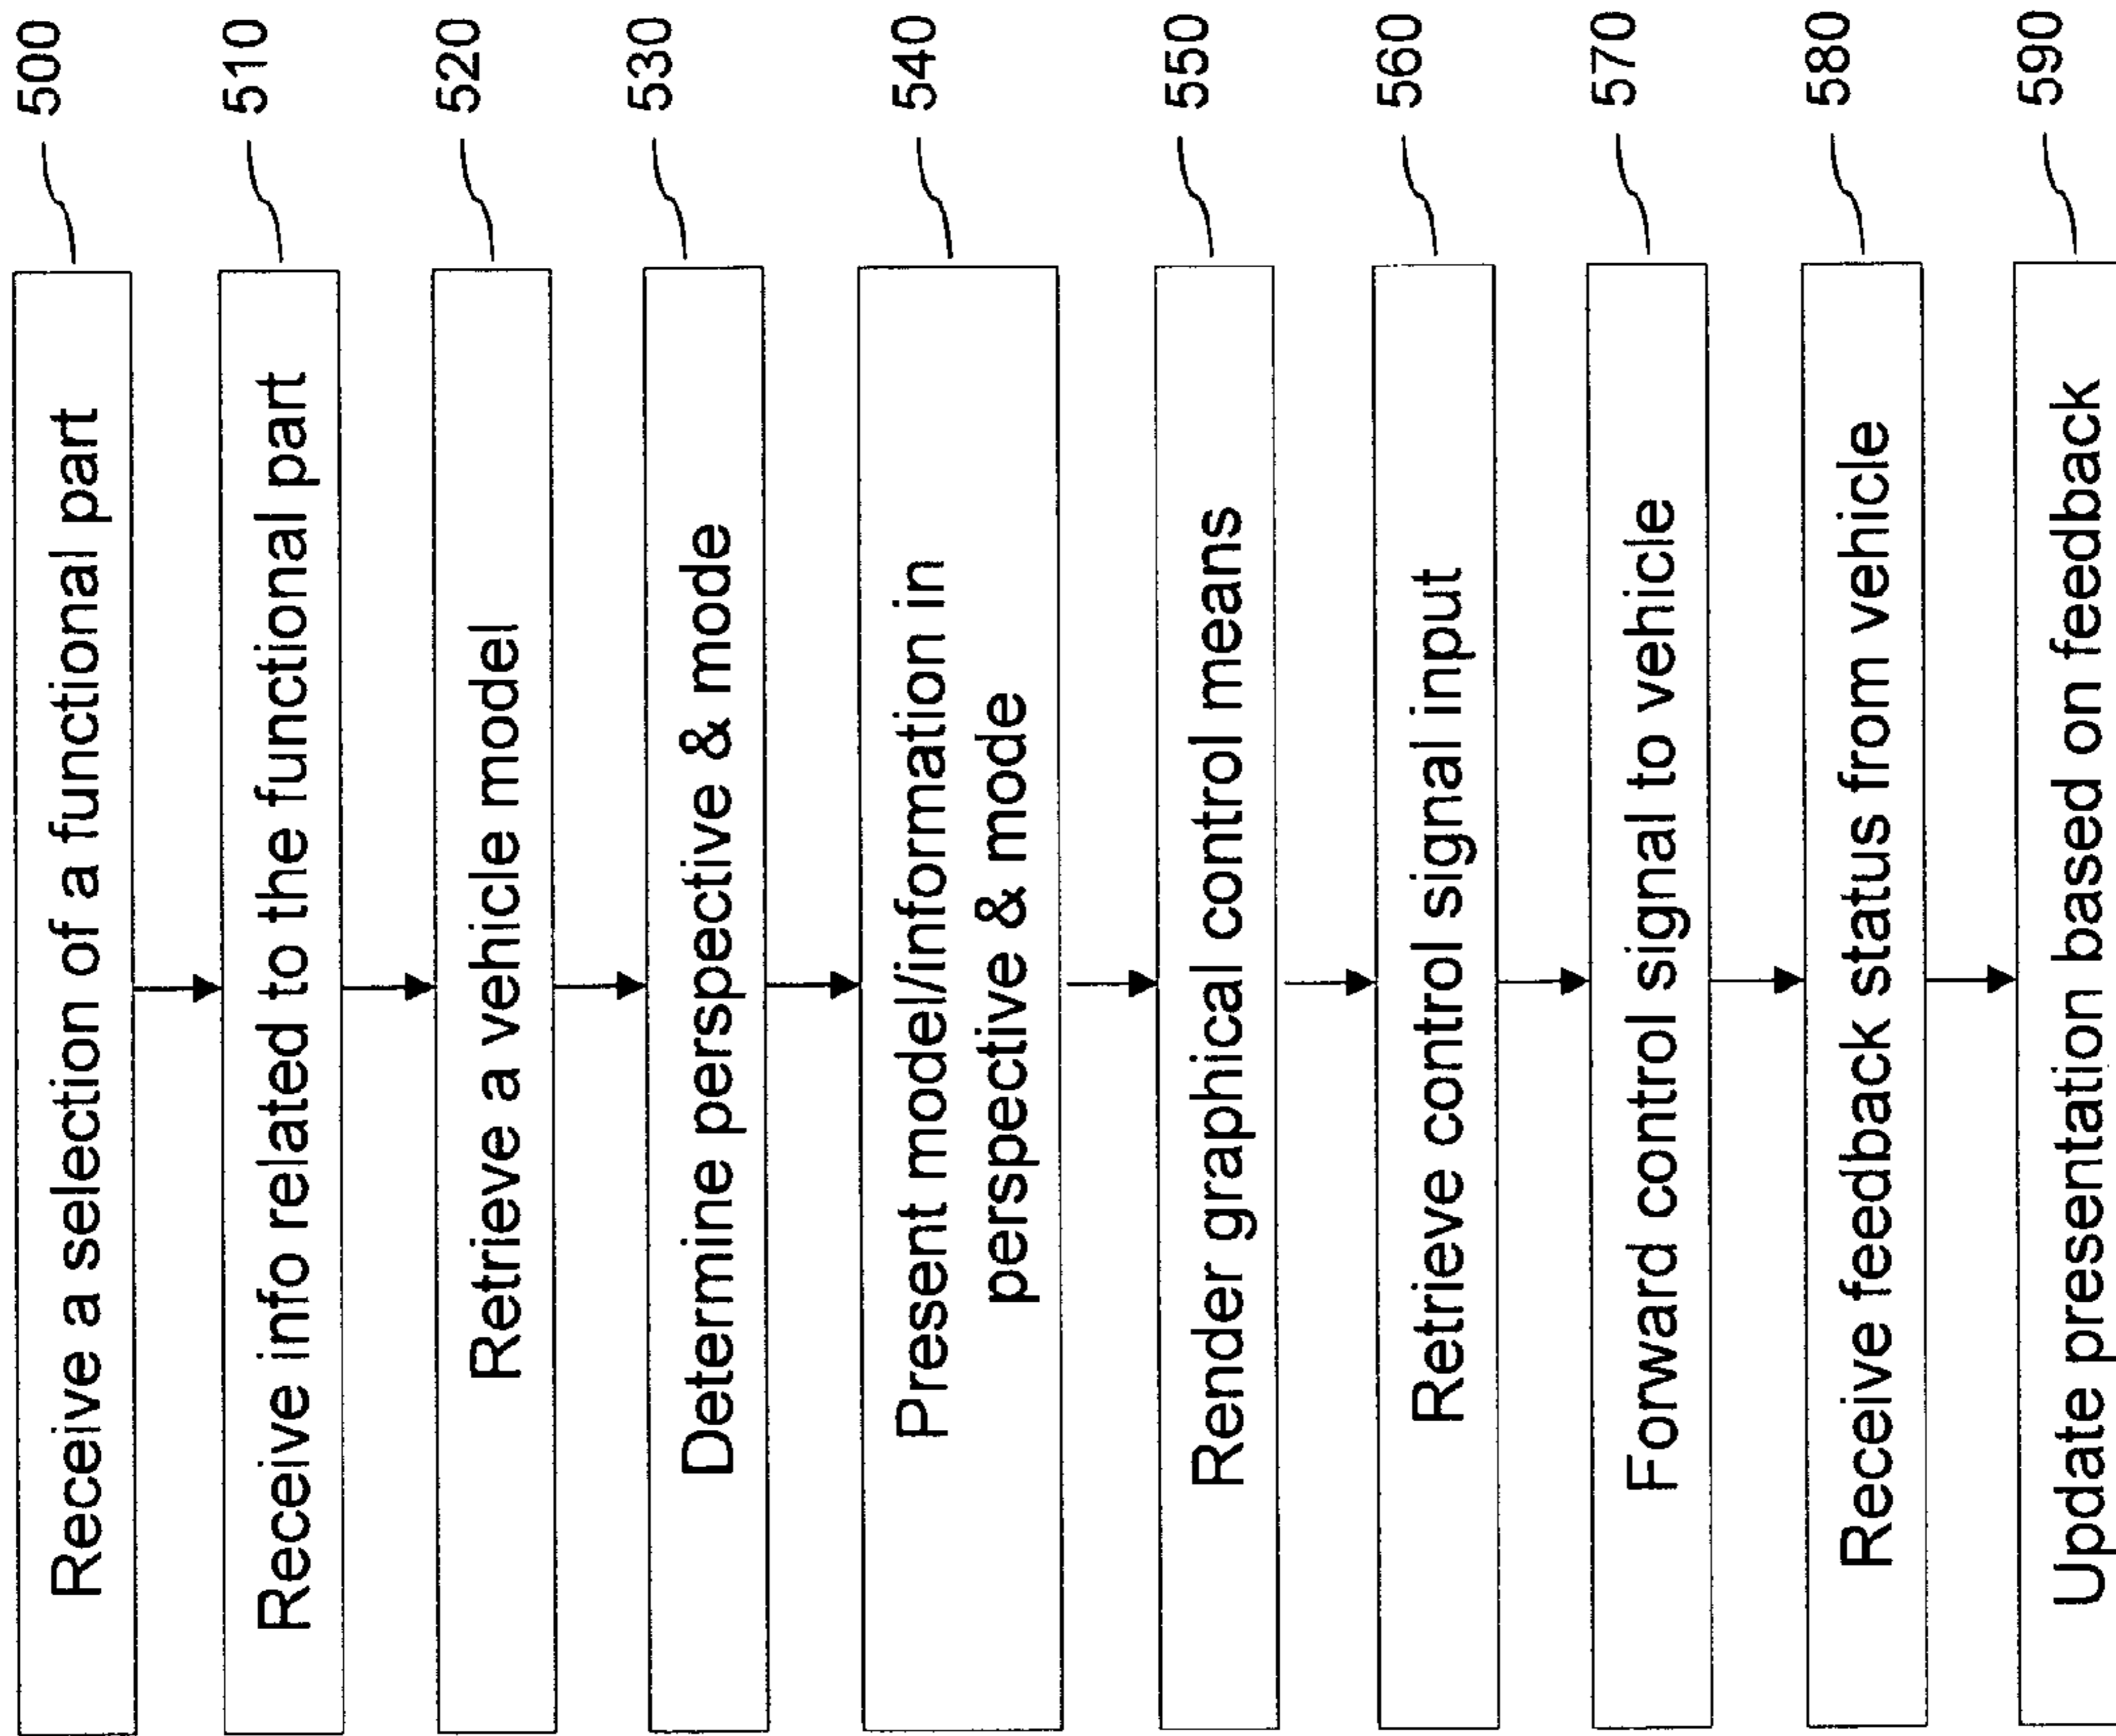 Receive a selection of a functional part 500
Receive info related to the functional part 510
Retrieve a vehicle model 520
Determine perspective & mode 530
Present model/information in 540
perspective & mode
Render graphical control means 550
Retrieve control signal input 560
Forward control signal to vehicle 570
Receive feedback status from vehicle 580
Update presentation based on feedback 590